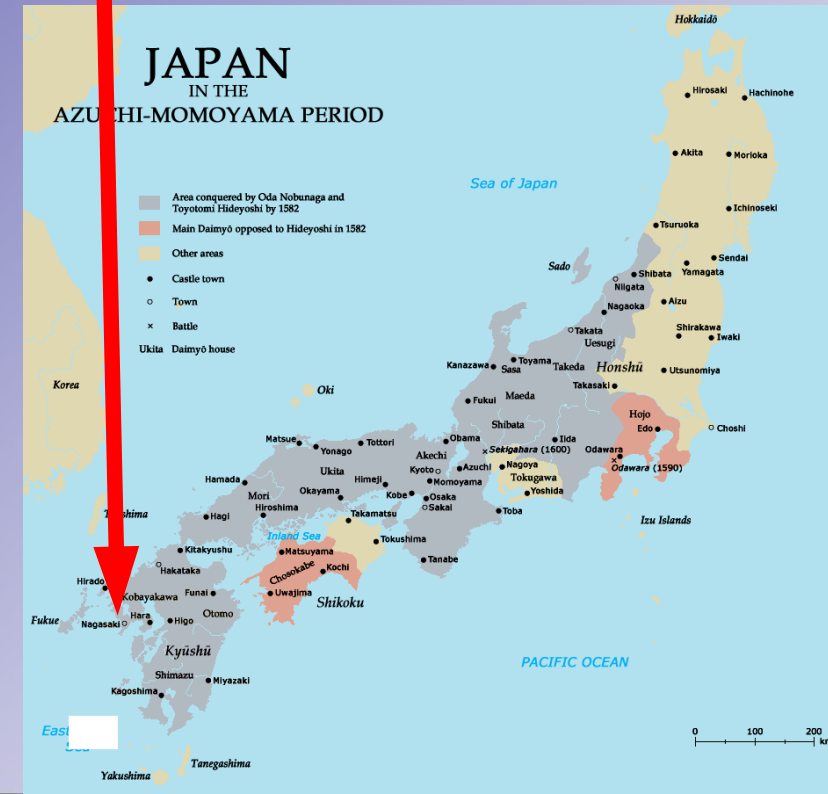 Hokkaidō
JAPAN
IN THE
AZUCHI-MOMOYAMA PERIOD
Hirosaki
Hachinohe
Akita
Morioka
Sea of Japan
Area conquered by Oda Nobunaga and
Toyotomi Hideyoshi by 1582
Main Daimyō opposed to Hideyoshi in 1582
Other areas
Castle town
Town
Battle
Ukita Daimyō house
Ichinoseki
Tsuruoka
Sendai
Yamagata
Sado
Shibata
Niigata
Aizu
Nagaoka
Shirakawa
Iwaki
Takata
Uesugi
Toyama
Kanazawa
Sasa
Takeda
Honshū
Utsunomiya
Takasaki
Korea
Oki
Maeda
Fukui
Hojo
Edo
Choshi
Shibata
Matsue
Yonago
Tottori
Obama
Sekigahara (1600)
Iida
Odawara
Akechi
Kyoto
Azuchi
Nagoya
Odawara (1590)
Ukita
Himeji
Momoyama
Tokugawa
Hamada
Mori
Okayama
Kobe
Osaka
Yoshida
Sakai
Hiroshima
Hagi
Takamatsu
Toba
Izu Islands
Inland Sea
Tokushima
Kitakyushu
Matsuyama
Tanabe
Hakataka
Chosokabe
Kochi
Hirado
Kobayakawa
Funai
Uwajima
Shikoku
Otomo
Fukue
Nagasaki
Hara
Higo
Kyūshū
PACIFIC OCEAN
Shimazu
Miyazaki
Kagoshima
East
0 100 200
km
Tanegashima
Yakushima